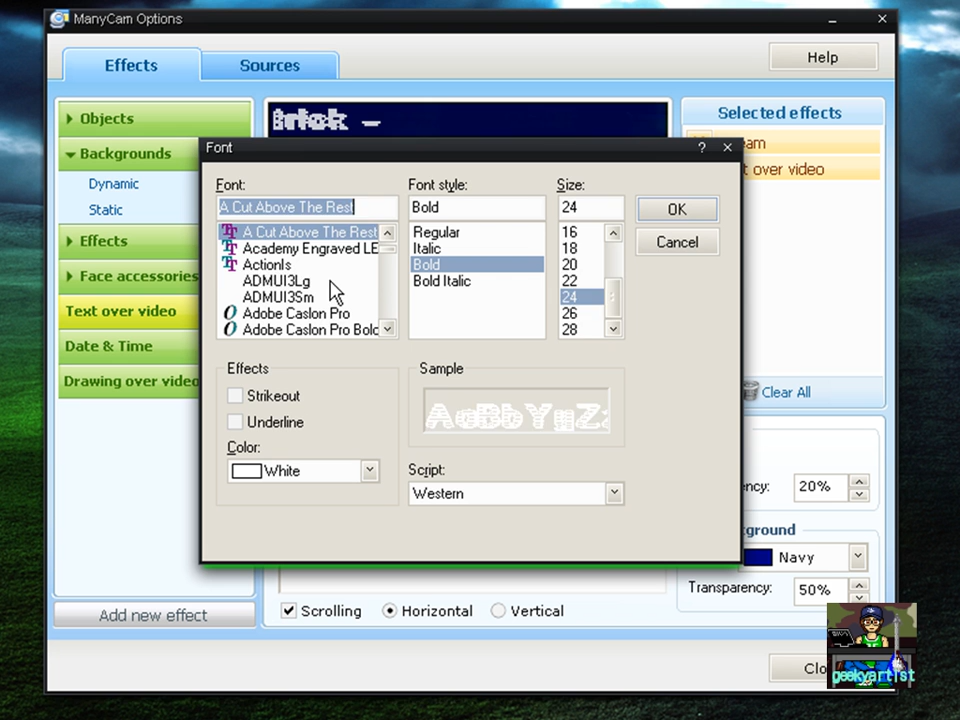 ManyCam Options
Effects
Sources
Help
Objects
Backgrounds
Dynamic
Static
Effects
Face accessories
Text over video
Date & Time
Drawing over video
Add new effect
trick -
Selected effects
eam
t over video
Clear All
ency:
20%
ground
Navy
Transparency:
50%
Scrolling
Horizontal
Vertical
Clo
Font
?
Font:
A Cut Above The Rest
A Cut Above The Rest
Academy Engraved LE
ActionIs
ADMUI3Lg
ADMUI3Sm
Adobe Caslon Pro
Adobe Caslon Pro Bold
Font style:
Bold
Regular
Italic
Bold
Bold Italic
Size:
24
16
18
20
22
24
26
28
OK
Cancel
Effects
Strikeout
Underline
Color:
White
Sample
AaBbYyZz
Script:
Western
geekyartist